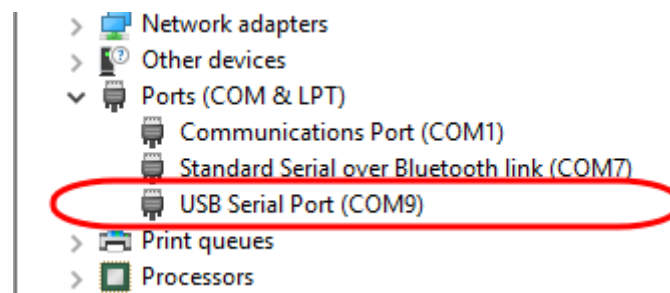 Network adapters
Other devices
Ports (COM & LPT)
Communications Port (COM1)
Standard Serial over Bluetooth link (COM7)
USB Serial Port (COM9)
Print queues
Processors